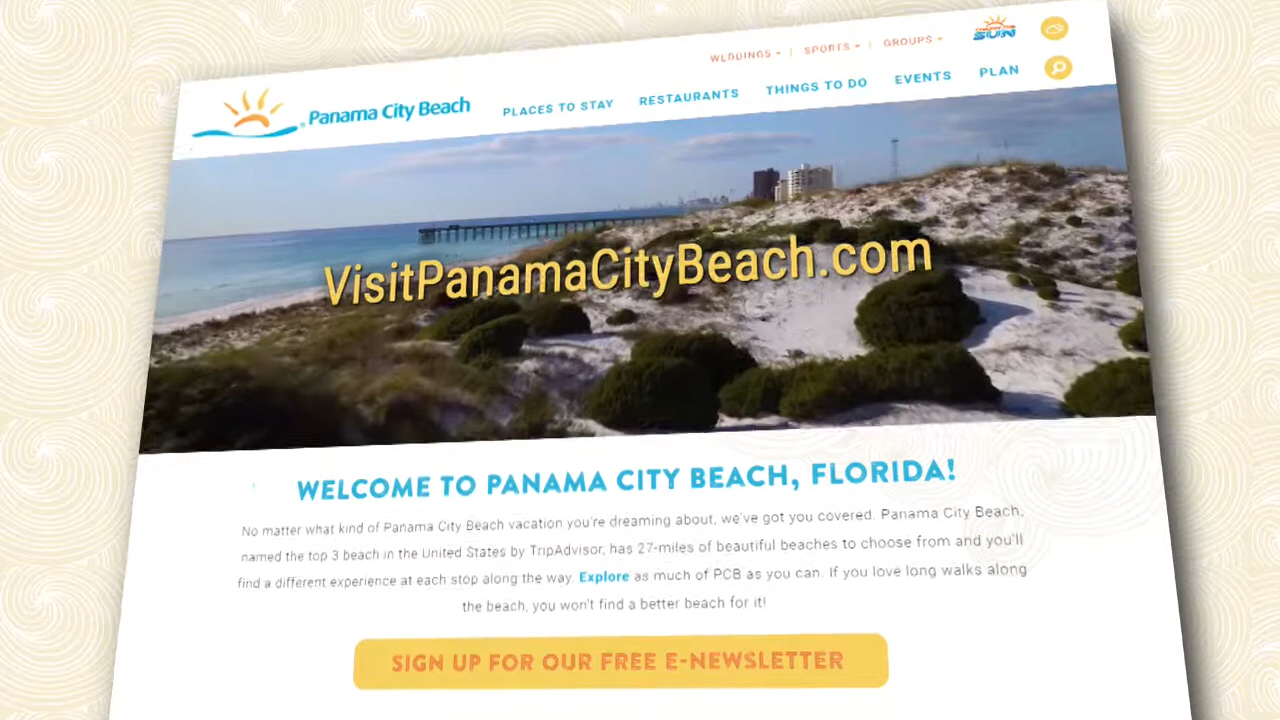 WEDDINGS
SPORTS
GROUPS
SUN
Panama City Beach
PLACES TO STAY
RESTAURANTS
THINGS TO DO
EVENTS
PLAN
VisitPanamaCityBeach.com
WELCOME TO PANAMA CITY BEACH, FLORIDA!
No matter what kind of Panama City Beach vacation you're dreaming about, we've got you covered. Panama City Beach,
named the top 3 beach in the United States by TripAdvisor, has 27-miles of beautiful beaches to choose from and you'll
find a different experience at each stop along the way. Explore as much of PCB as you can. If you love long walks along
the beach, you won't find a better beach for it!
SIGN UP FOR OUR FREE E-NEWSLETTER